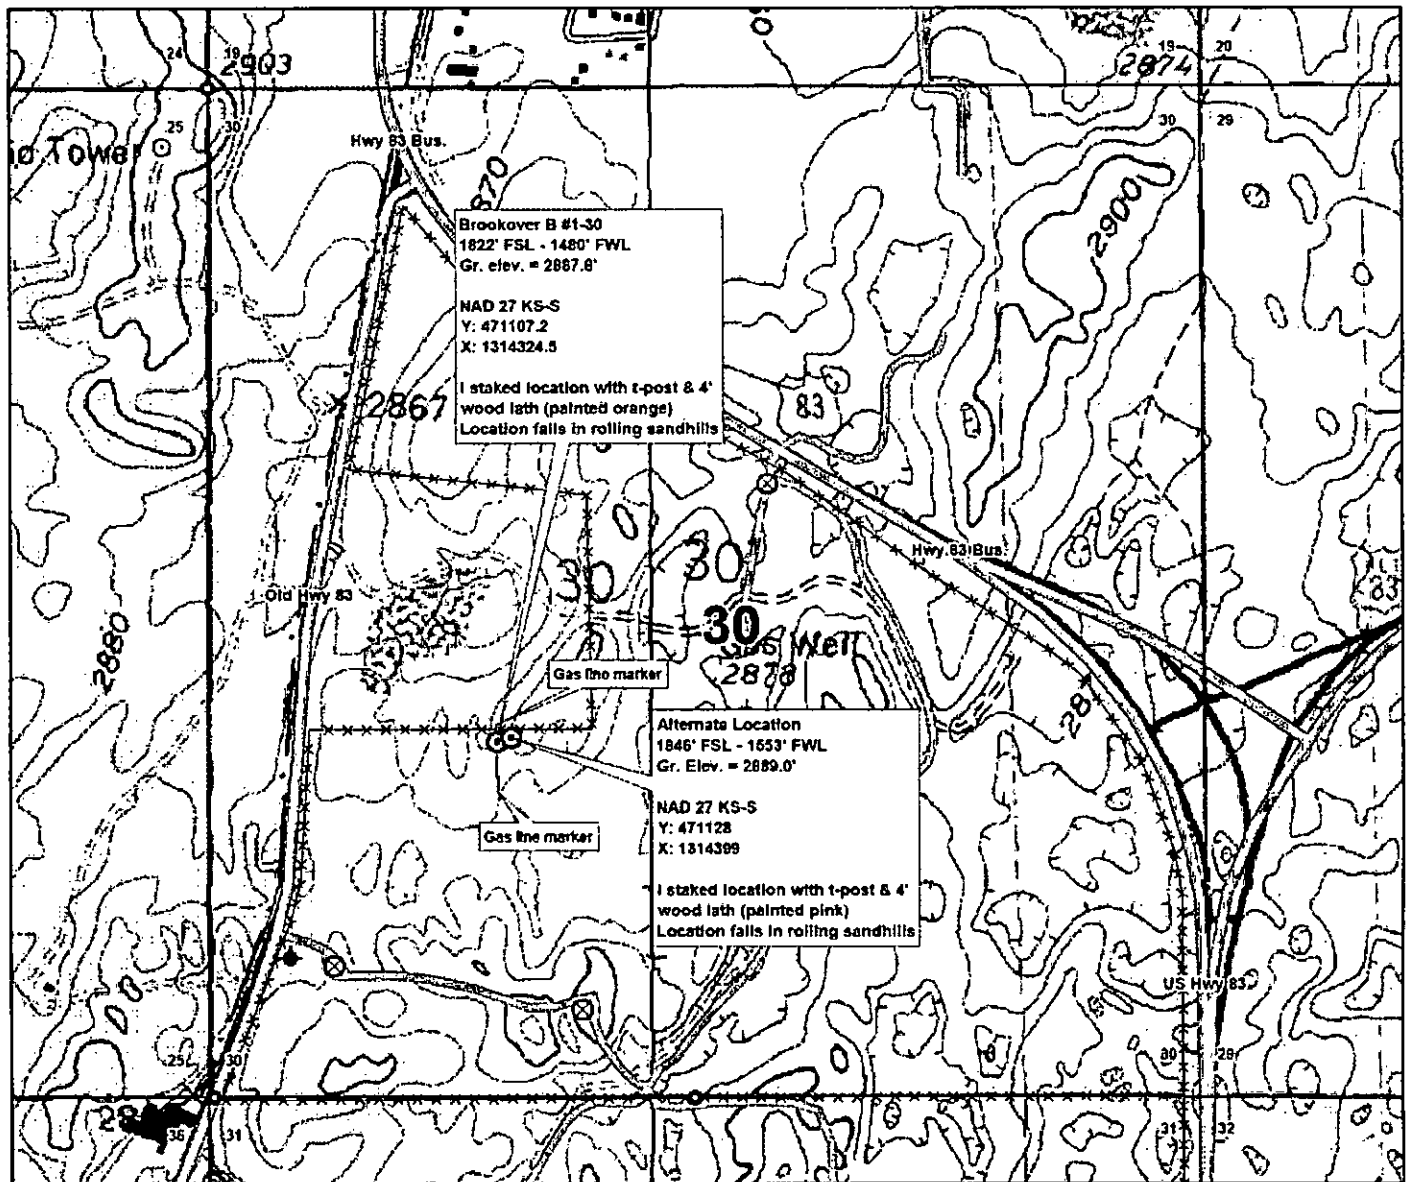 24 19
2903
19 20
2874
25 30
30 29
o Tower
Hwy 83 Bus.
870
2900
Brookover B #1-30
1822' FSL - 1480' FWL
Gr. elev. = 2887.8'
NAD 27 KS-S
Y: 471107.2
X: 1314324.5
I staked location with t-post & 4'
wood lath (painted orange)
Location falls in rolling sandhills
2867
83
Hwy 83 Bus.
30
30
Old Hwy 83
83
30
Well
2878
2880
Gas line marker
Alternate Location
1846' FSL - 1553' FWL
Gr. Elev. = 2889.0'
NAD 27 KS-S
Y: 471128
X: 1314399
I staked location with t-post & 4'
wood lath (painted pink)
Location falls in rolling sandhills
Gas line marker
US Hwy 83
25 30
30 29
36 31
31 32